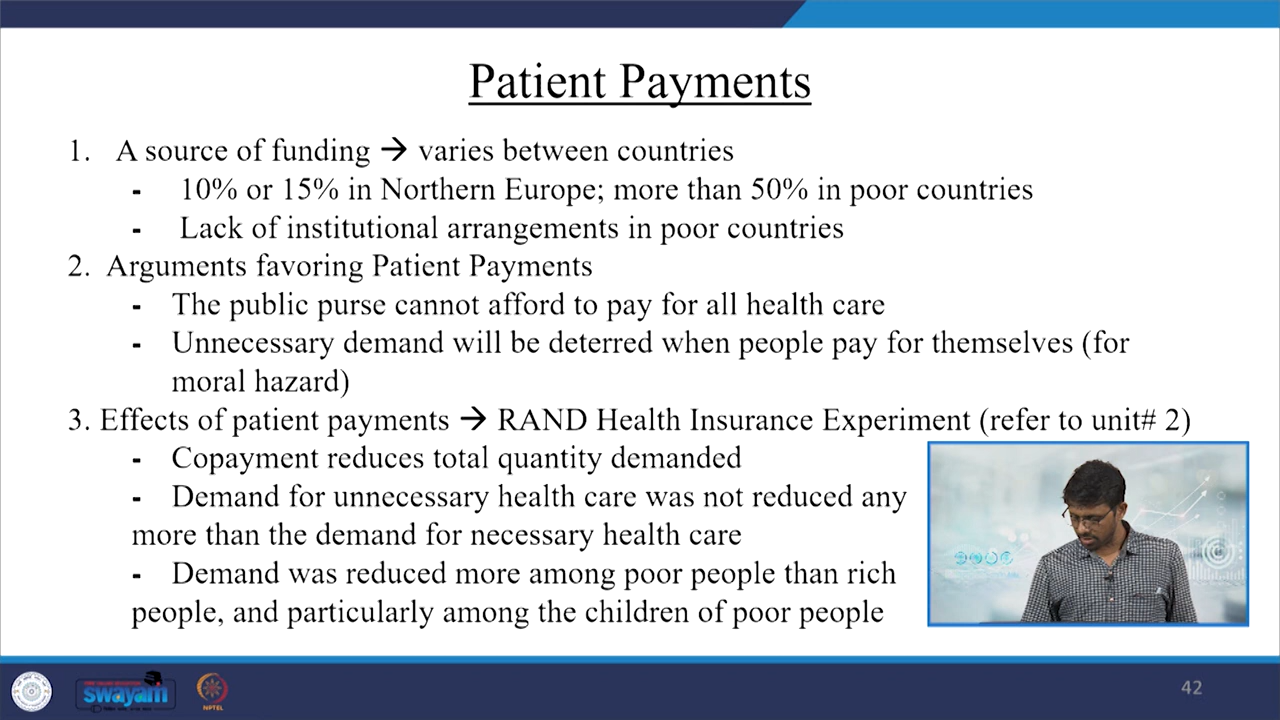 Patient Payments
1. A source of funding → varies between countries
- 10% or 15% in Northern Europe; more than 50% in poor countries
- Lack of institutional arrangements in poor countries
2. Arguments favoring Patient Payments
- The public purse cannot afford to pay for all health care
- Unnecessary demand will be deterred when people pay for themselves (for
moral hazard)
3. Effects of patient payments → RAND Health Insurance Experiment (refer to unit# 2)
- Copayment reduces total quantity demanded
- Demand for unnecessary health care was not reduced any
more than the demand for necessary health care
- Demand was reduced more among poor people than rich
people, and particularly among the children of poor people
swayam
NPTEL
42